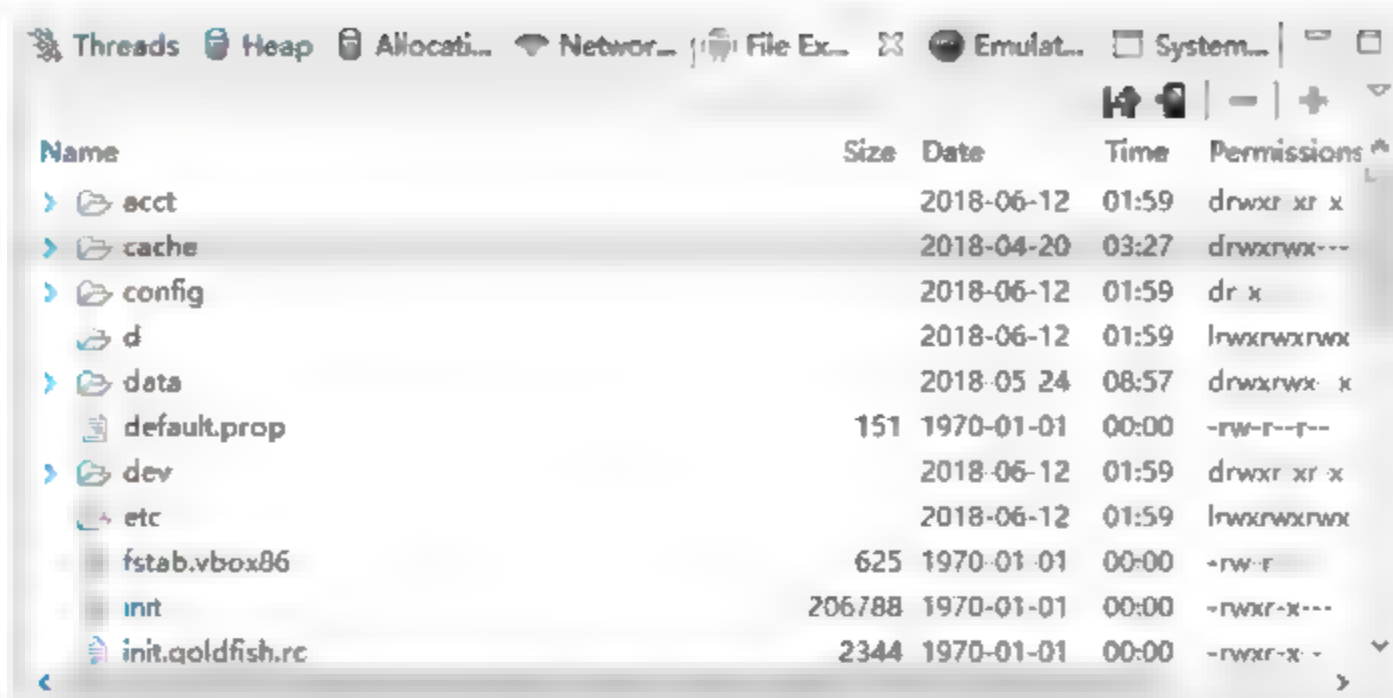 Threads Heap Allocati... Networ... File Ex... Emulat... System...
Name Size Date Time Permissions
acct 2018-06-12 01:59 drwxr-xr-x
cache 2018-04-20 03:27 drwxrwx---
config 2018-06-12 01:59
d 2018-06-12 01:59 lrwxrwxrwx
data 2018-05-24 08:57 drwxrwx--x
default.prop 151 1970-01-01 00:00 -rw-r--r--
dev 2018-06-12 01:59 drwxr-xr-x
etc 2018-06-12 01:59 lrwxrwxrwx
fstab.vbox86 625 1970-01-01 00:00
init 206788 1970-01-01 00:00 -rwxr-x---
init.goldfish.rc 2344 1970-01-01 00:00 -rwxr-x---